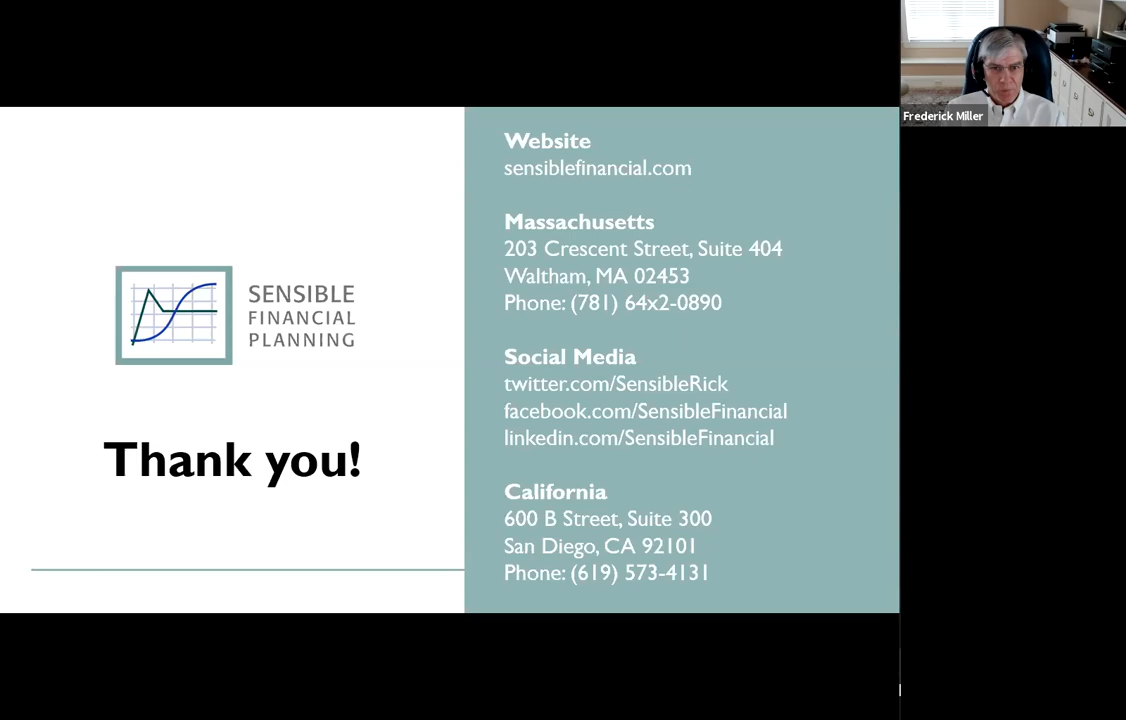 SENSIBLE
FINANCIAL
PLANNING
Thank you!
Website
sensiblefinancial.com
Massachusetts
203 Crescent Street, Suite 404
Waltham, MA 02453
Phone: (781) 64x2-0890
Social Media
twitter.com/SensibleRick
facebook.com/SensibleFinancial
linkedin.com/SensibleFinancial
California
600 B Street, Suite 300
San Diego, CA 92101
Phone: (619) 573-4131
Frederick Miller